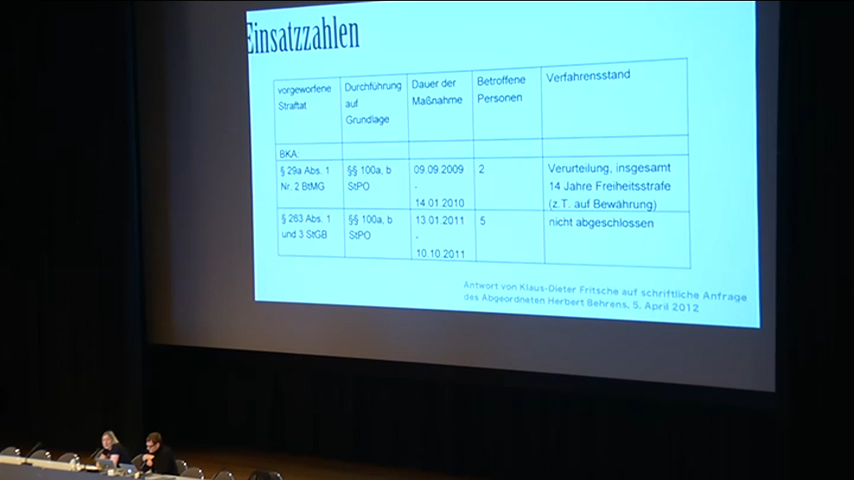 Einsatzzahlen
vorgeworfene Straftat
Durchführung auf Grundlage
Dauer der Maßnahme
Betroffene Personen
Verfahrensstand
BKA:
§ 29a Abs. 1 Nr. 2 BtMG
§§ 100a, b StPO
09.09.2009 - 14.01.2010
2
Verurteilung, insgesamt 14 Jahre Freiheitsstrafe (z.T. auf Bewährung)
§ 263 Abs. 1 und 3 StGB
§§ 100a, b StPO
13.01.2011 - 10.10.2011
5
nicht abgeschlossen
Antwort von Klaus-Dieter Fritsche auf schriftliche Anfrage
des Abgeordneten Herbert Behrens, 5. April 2012